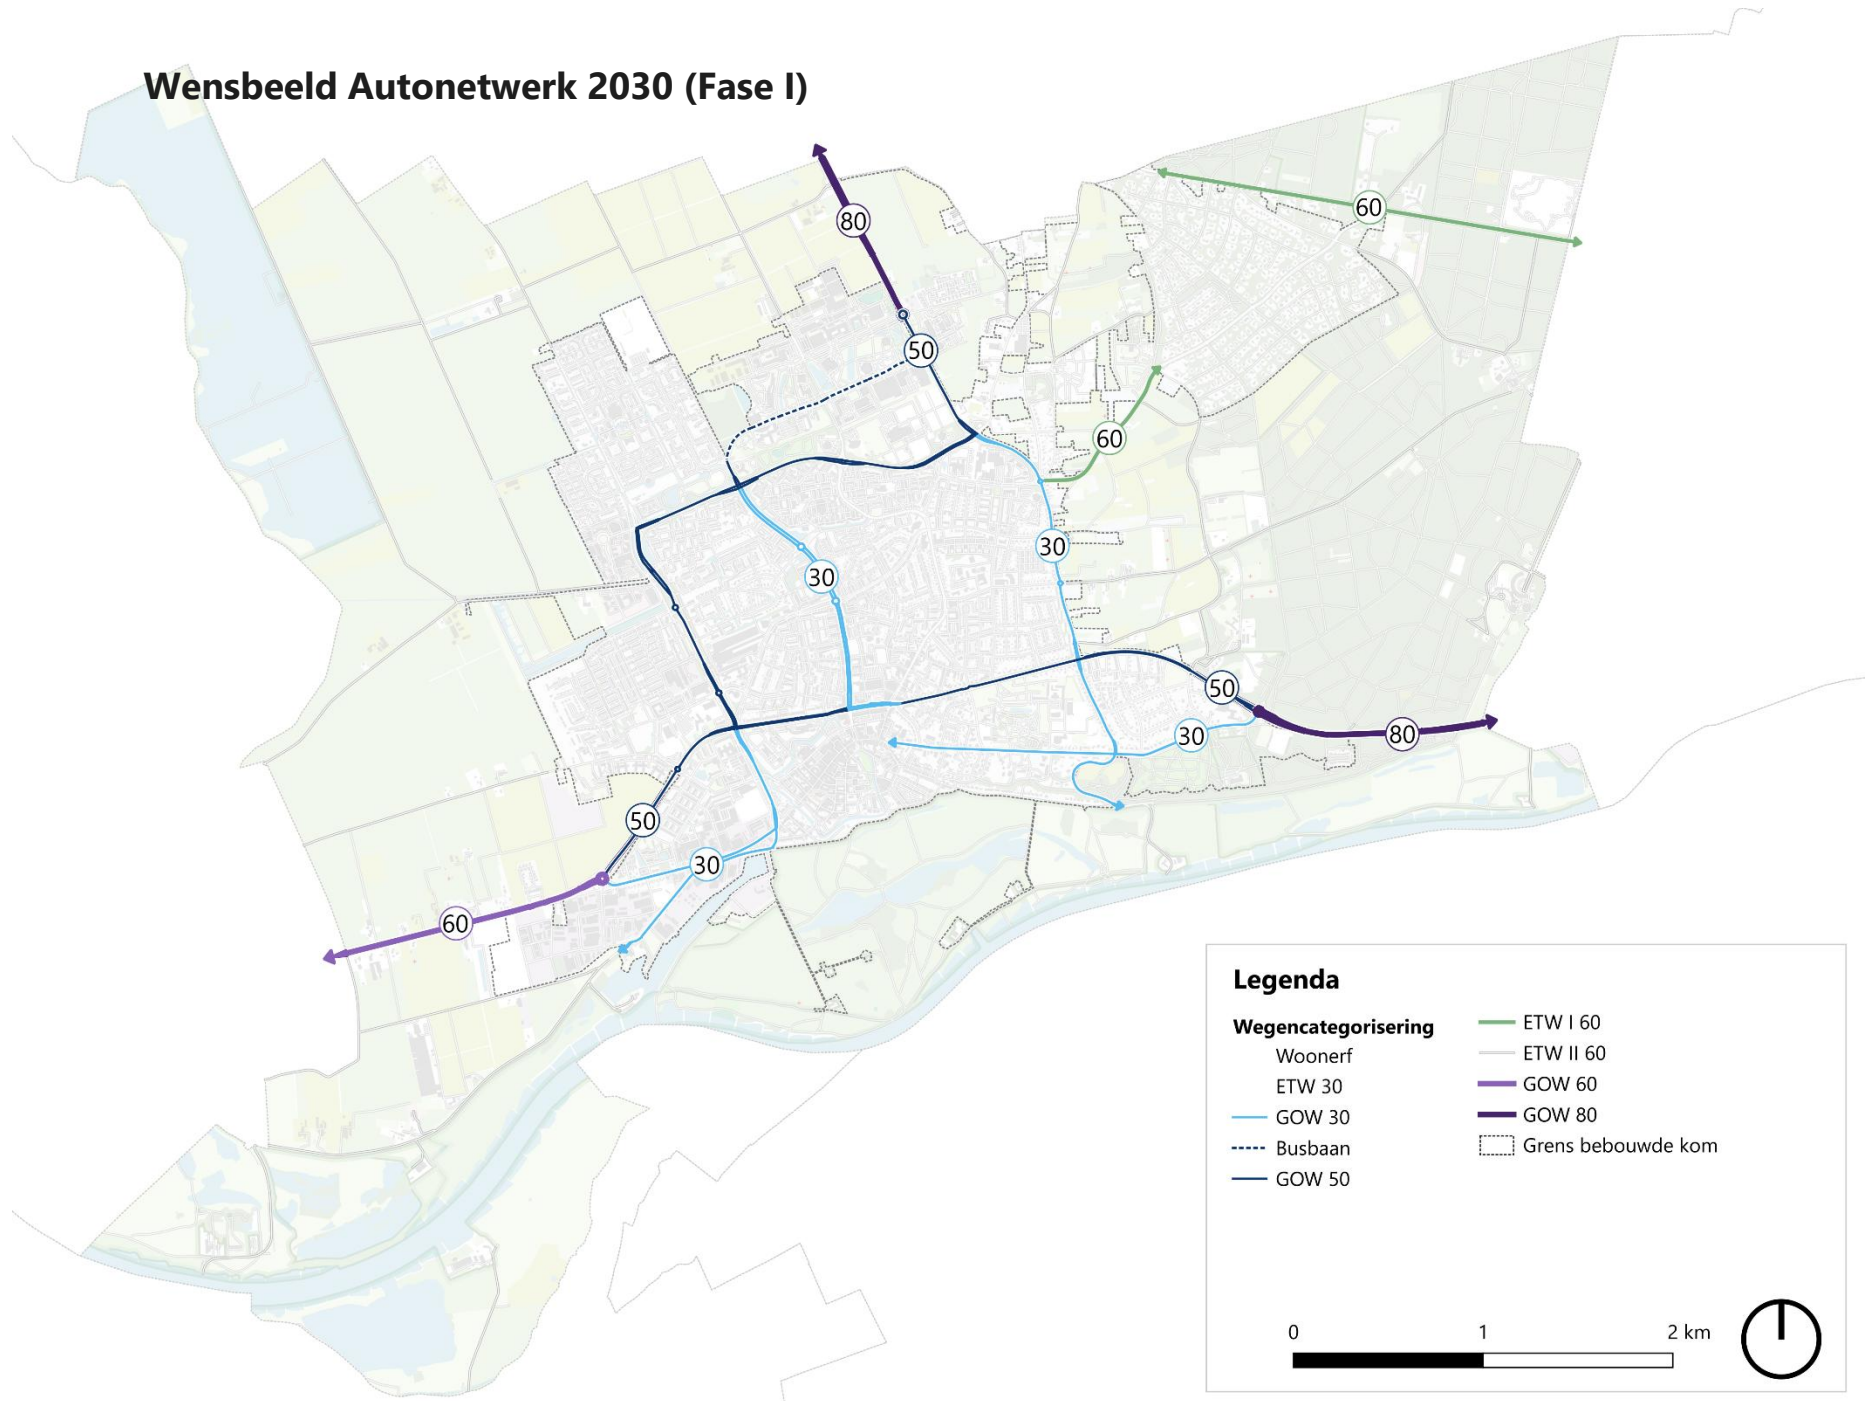 Wensbeeld Autonetwerk 2030 (Fase I)
80
60
50
60
30
30
50
30
80
50
30
60
Legenda
Wegencategorisering
Woonerf
ETW 30
GOW 30
Busbaan
GOW 50
ETW I 60
ETW II 60
GOW 60
GOW 80
Grens bebouwde kom
0 1 2 km